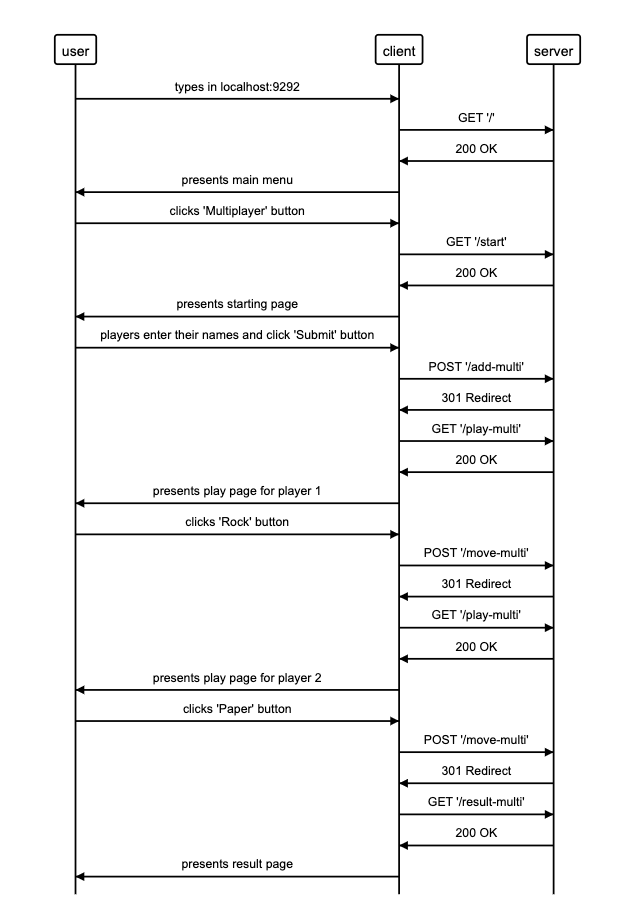 user client server
types in localhost:9292
GET '/'
200 OK
presents main menu
clicks 'Multiplayer' button
GET '/start'
200 OK
presents starting page
players enter their names and click 'Submit' button
POST '/add-multi'
301 Redirect
GET '/play-multi'
200 OK
presents play page for player 1
clicks 'Rock' button
POST '/move-multi'
301 Redirect
GET '/play-multi'
200 OK
presents play page for player 2
clicks 'Paper' button
POST '/move-multi'
301 Redirect
GET '/result-multi'
200 OK
presents result page